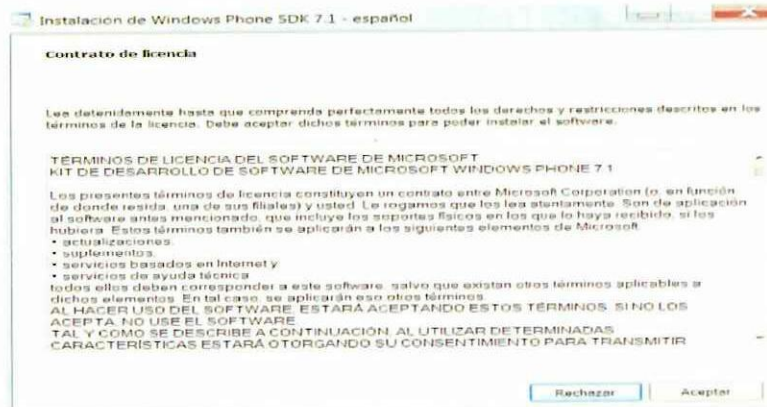 Instalación de Windows Phone SDK 7.1 - español
Contrato de licencia
Lea detenidamente hasta que comprenda perfectamente todos los derechos y restricciones descritos en los
términos de la licencia. Debe aceptar dichos términos para poder instalar el software.
TÉRMINOS DE LICENCIA DEL SOFTWARE DE MICROSOFT
KIT DE DESARROLLO DE SOFTWARE DE MICROSOFT WINDOWS PHONE 7.1
Los presentes términos de licencia constituyen un contrato entre Microsoft Corporation (o, en función
de donde resida, una de sus filiales) y usted. Le rogamos que los lea atentamente. Son de aplicación
al software antes mencionado, que incluye los soportes físicos en los que lo haya recibido, si los
hubiera. Estos términos también se aplicarán a los siguientes elementos de Microsoft
• actualizaciones.
• suplementos.
• servicios basados en Internet y
• servicios de ayuda técnica
todos ellos deben corresponder a este software, salvo que existan otros términos aplicables a
dichos elementos. En tal caso, se aplicarán eso otros términos.
AL HACER USO DEL SOFTWARE, ESTARÁ ACEPTANDO ESTOS TÉRMINOS. SI NO LOS
ACEPTA, NO USE EL SOFTWARE.
TAL Y COMO SE DESCRIBE A CONTINUACIÓN, AL UTILIZAR DETERMINADAS
CARACTERÍSTICAS ESTARÁ OTORGANDO SU CONSENTIMIENTO PARA TRANSMITIR
Rechazar Aceptar